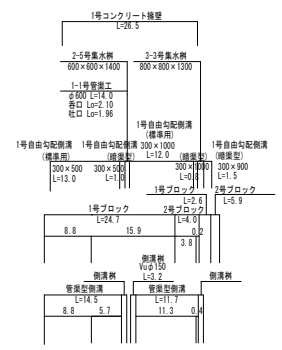 1号コンクリート擁壁
L=26.5
2-5号集水桝
600×600×1400
3-3号集水桝
800×800×1300
1-1号管渠工
φ600 L=14.0
呑口 Lo=2.10
吐口 Lo=1.96
1号自由勾配側溝
(標準用)
300×1000
L=12.0
1号自由勾配側溝
(標準用)
300×500
L=13.0
1号自由勾配側溝
(暗渠型)
300×500
L=1.0
(暗渠型)
300×1000
L=0.8
1号自由勾配側溝
(暗渠型)
300×900
L=1.5
1号ブロック
L=2.6
2号ブロック
L=5.9
1号ブロック
L=24.7
2号ブロック
L=4.0
8.8
15.9
0.2
3.8
側溝桝
Vuφ150
L=3.2
側溝桝
側溝桝
管渠型側溝
L=14.5
管渠型側溝
L=11.7
8.8
5.7
11.3
0.4